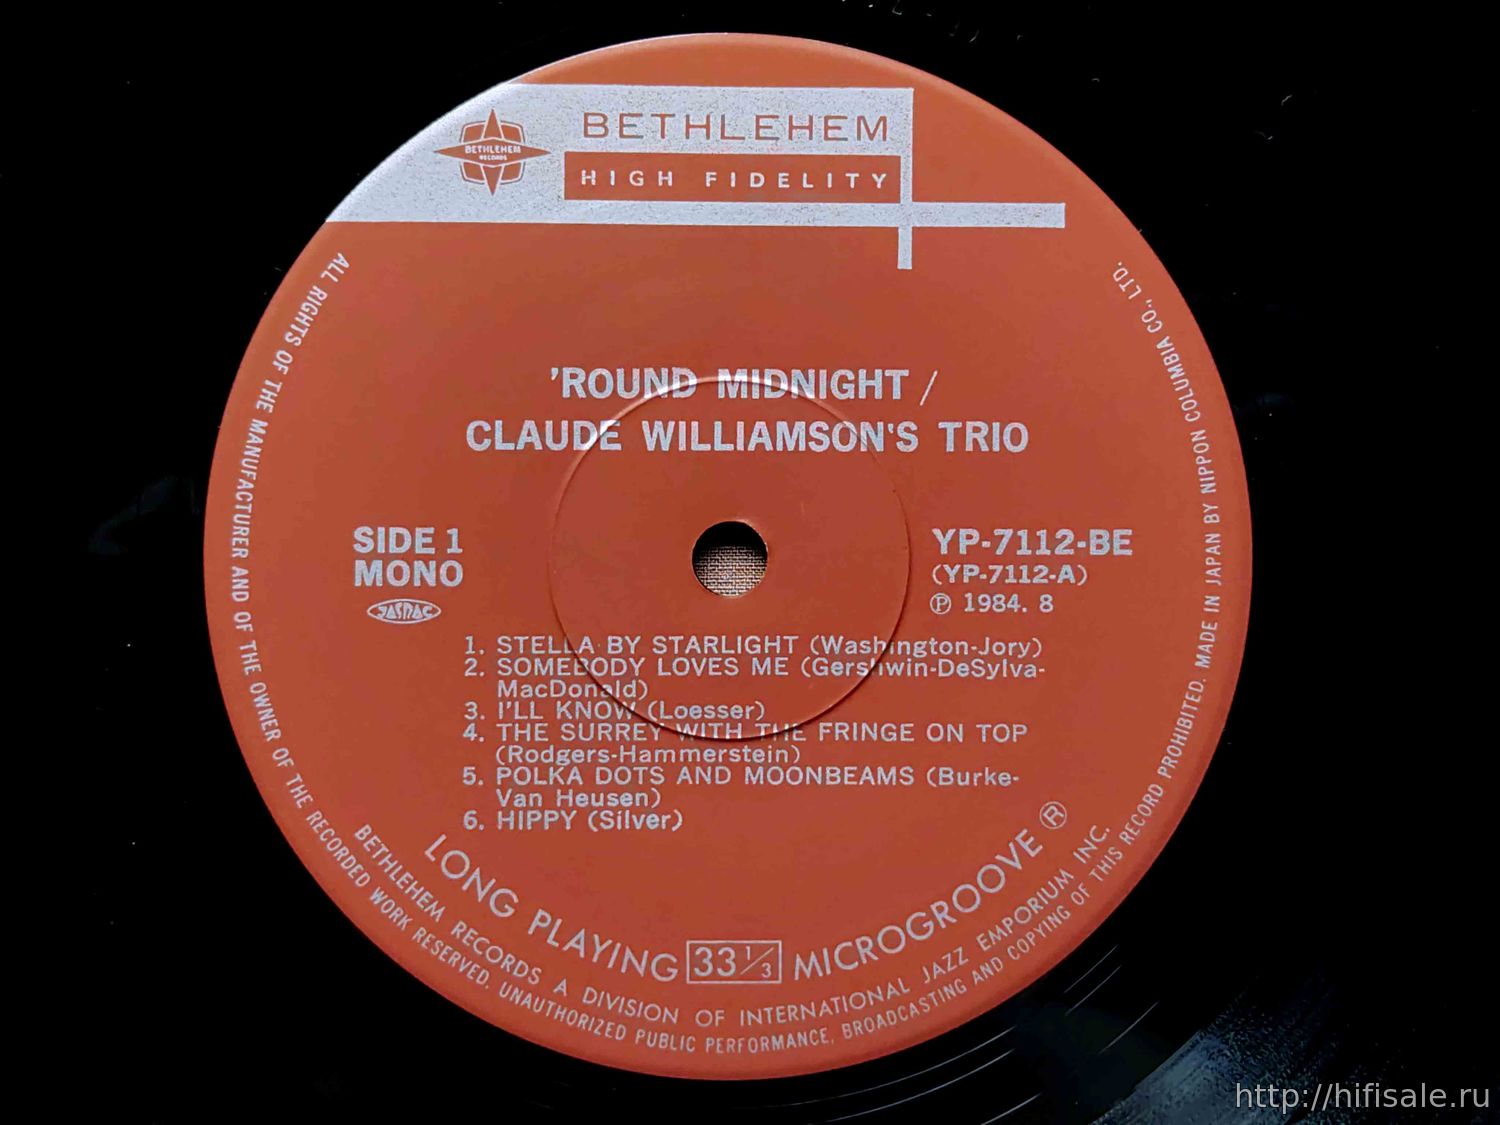 BETHLEHEM
RECORDS
BETHLEHEM
HIGH FIDELITY
'ROUND MIDNIGHT /
CLAUDE WILLIAMSON'S TRIO
SIDE 1
MONO
JASRAC
YP-7112-BE
(YP-7112-A)
Ⓟ 1984. 8
1. STELLA BY STARLIGHT (Washington-Jory)
2. SOMEBODY LOVES ME (Gershwin-DeSylva-
MacDonald)
3. I'LL KNOW (Loesser)
4. THE SURREY WITH THE FRINGE ON TOP
(Rodgers-Hammerstein)
5. POLKA DOTS AND MOONBEAMS (Burke-
Van Heusen)
6. HIPPY (Silver)
LONG PLAYING 33 1/3 MICROGROOVE ®
BETHLEHEM RECORDS A DIVISION OF INTERNATIONAL JAZZ EMPORIUM INC.
ALL RIGHTS OF THE MANUFACTURER AND OF THE OWNER OF THE RECORDED WORK RESERVED. UNAUTHORIZED PUBLIC PERFORMANCE, BROADCASTING AND COPYING OF THIS RECORD PROHIBITED. MADE IN JAPAN BY NIPPON COLUMBIA CO., LTD.
http://hifisale.ru